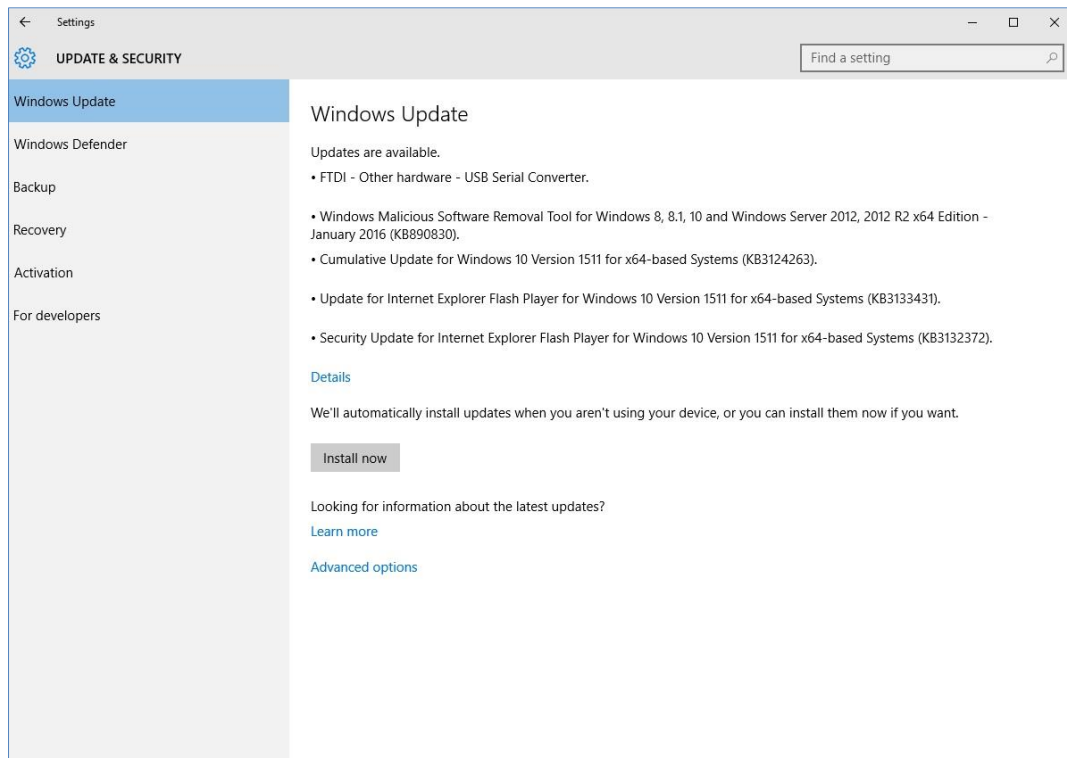 Settings
UPDATE & SECURITY
Find a setting
Windows Update
Windows Defender
Backup
Recovery
Activation
For developers
Windows Update
Updates are available.
• FTDI - Other hardware - USB Serial Converter.
• Windows Malicious Software Removal Tool for Windows 8, 8.1, 10 and Windows Server 2012, 2012 R2 x64 Edition -
January 2016 (KB890830).
• Cumulative Update for Windows 10 Version 1511 for x64-based Systems (KB3124263).
• Update for Internet Explorer Flash Player for Windows 10 Version 1511 for x64-based Systems (KB3133431).
• Security Update for Internet Explorer Flash Player for Windows 10 Version 1511 for x64-based Systems (KB3132372).
Details
We'll automatically install updates when you aren't using your device, or you can install them now if you want.
Install now
Looking for information about the latest updates?
Learn more
Advanced options